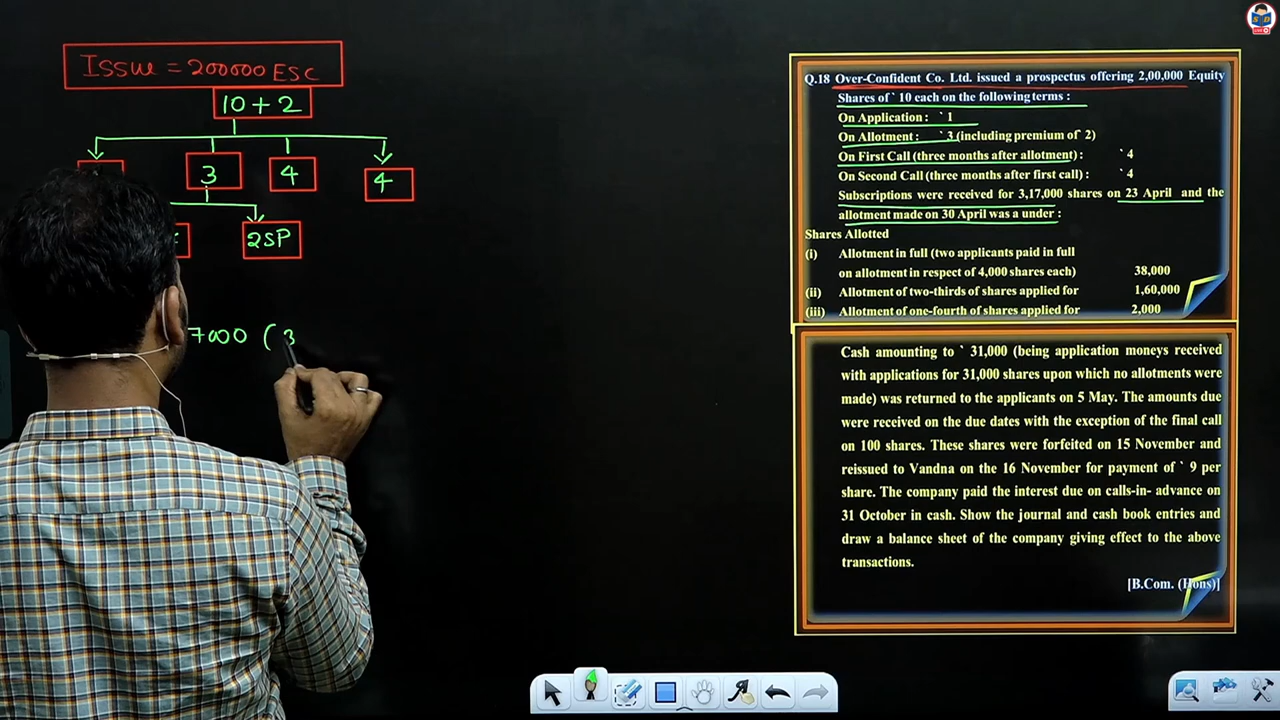 ISSUE = 200000 ESC
10 + 2
3
4
4
2SP
7000 ( 3
Q.18 Over-Confident Co. Ltd. issued a prospectus offering 2,00,000 Equity
Shares of ` 10 each on the following terms :
On Application : ` 1
On Allotment : ` 3 (including premium of ` 2)
On First Call (three months after allotment) : ` 4
On Second Call (three months after first call) : ` 4
Subscriptions were received for 3,17,000 shares on 23 April and the
allotment made on 30 April was a under :
Shares Allotted
(i) Allotment in full (two applicants paid in full
on allotment in respect of 4,000 shares each) 38,000
(ii) Allotment of two-thirds of shares applied for 1,60,000
(iii) Allotment of one-fourth of shares applied for 2,000
Cash amounting to ` 31,000 (being application moneys received
with applications for 31,000 shares upon which no allotments were
made) was returned to the applicants on 5 May. The amounts due
were received on the due dates with the exception of the final call
on 100 shares. These shares were forfeited on 15 November and
reissued to Vandna on the 16 November for payment of ` 9 per
share. The company paid the interest due on calls-in- advance on
31 October in cash. Show the journal and cash book entries and
draw a balance sheet of the company giving effect to the above
transactions.
[B.Com. (Hons)]